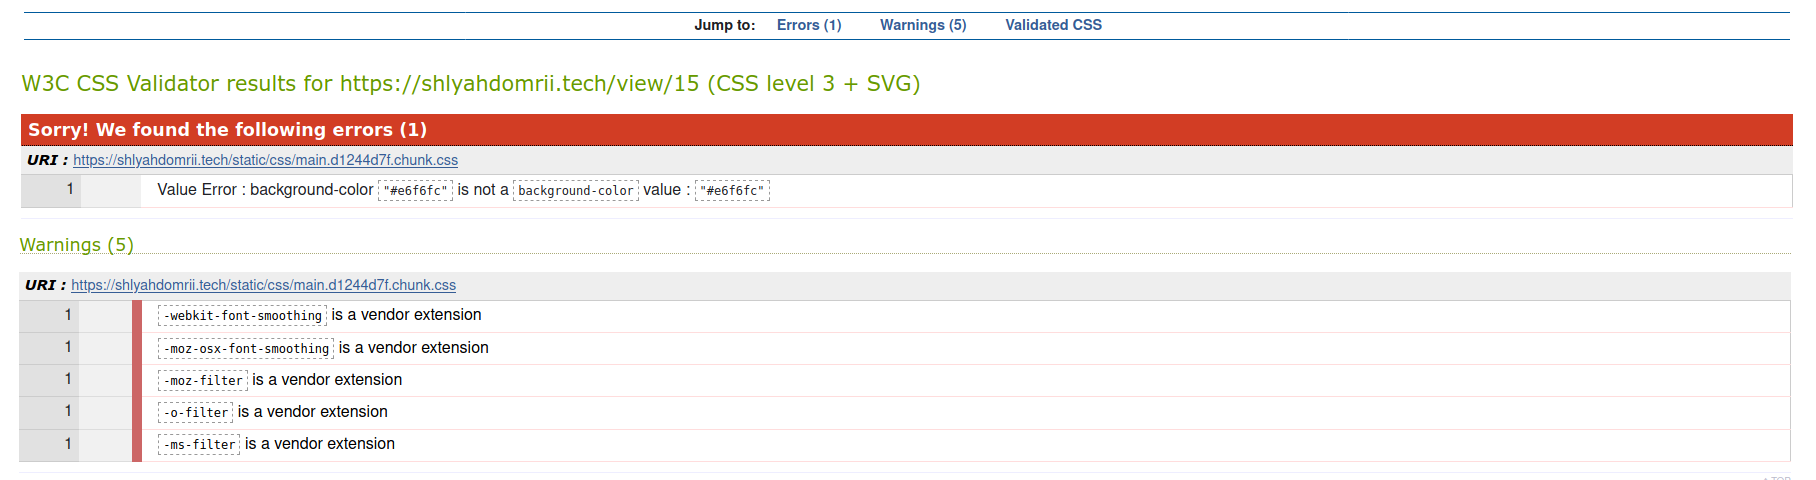 Jump to: Errors (1) Warnings (5) Validated CSS
W3C CSS Validator results for https://shlyahdomrii.tech/view/15 (CSS level 3 + SVG)
Sorry! We found the following errors (1)
URI : https://shlyahdomrii.tech/static/css/main.d1244d7f.chunk.css
1 Value Error : background-color "#e6f6fc" is not a background-color value : "#e6f6fc"
Warnings (5)
URI : https://shlyahdomrii.tech/static/css/main.d1244d7f.chunk.css
1 -webkit-font-smoothing is a vendor extension
1 -moz-osx-font-smoothing is a vendor extension
1 -moz-filter is a vendor extension
1 -o-filter is a vendor extension
1 -ms-filter is a vendor extension